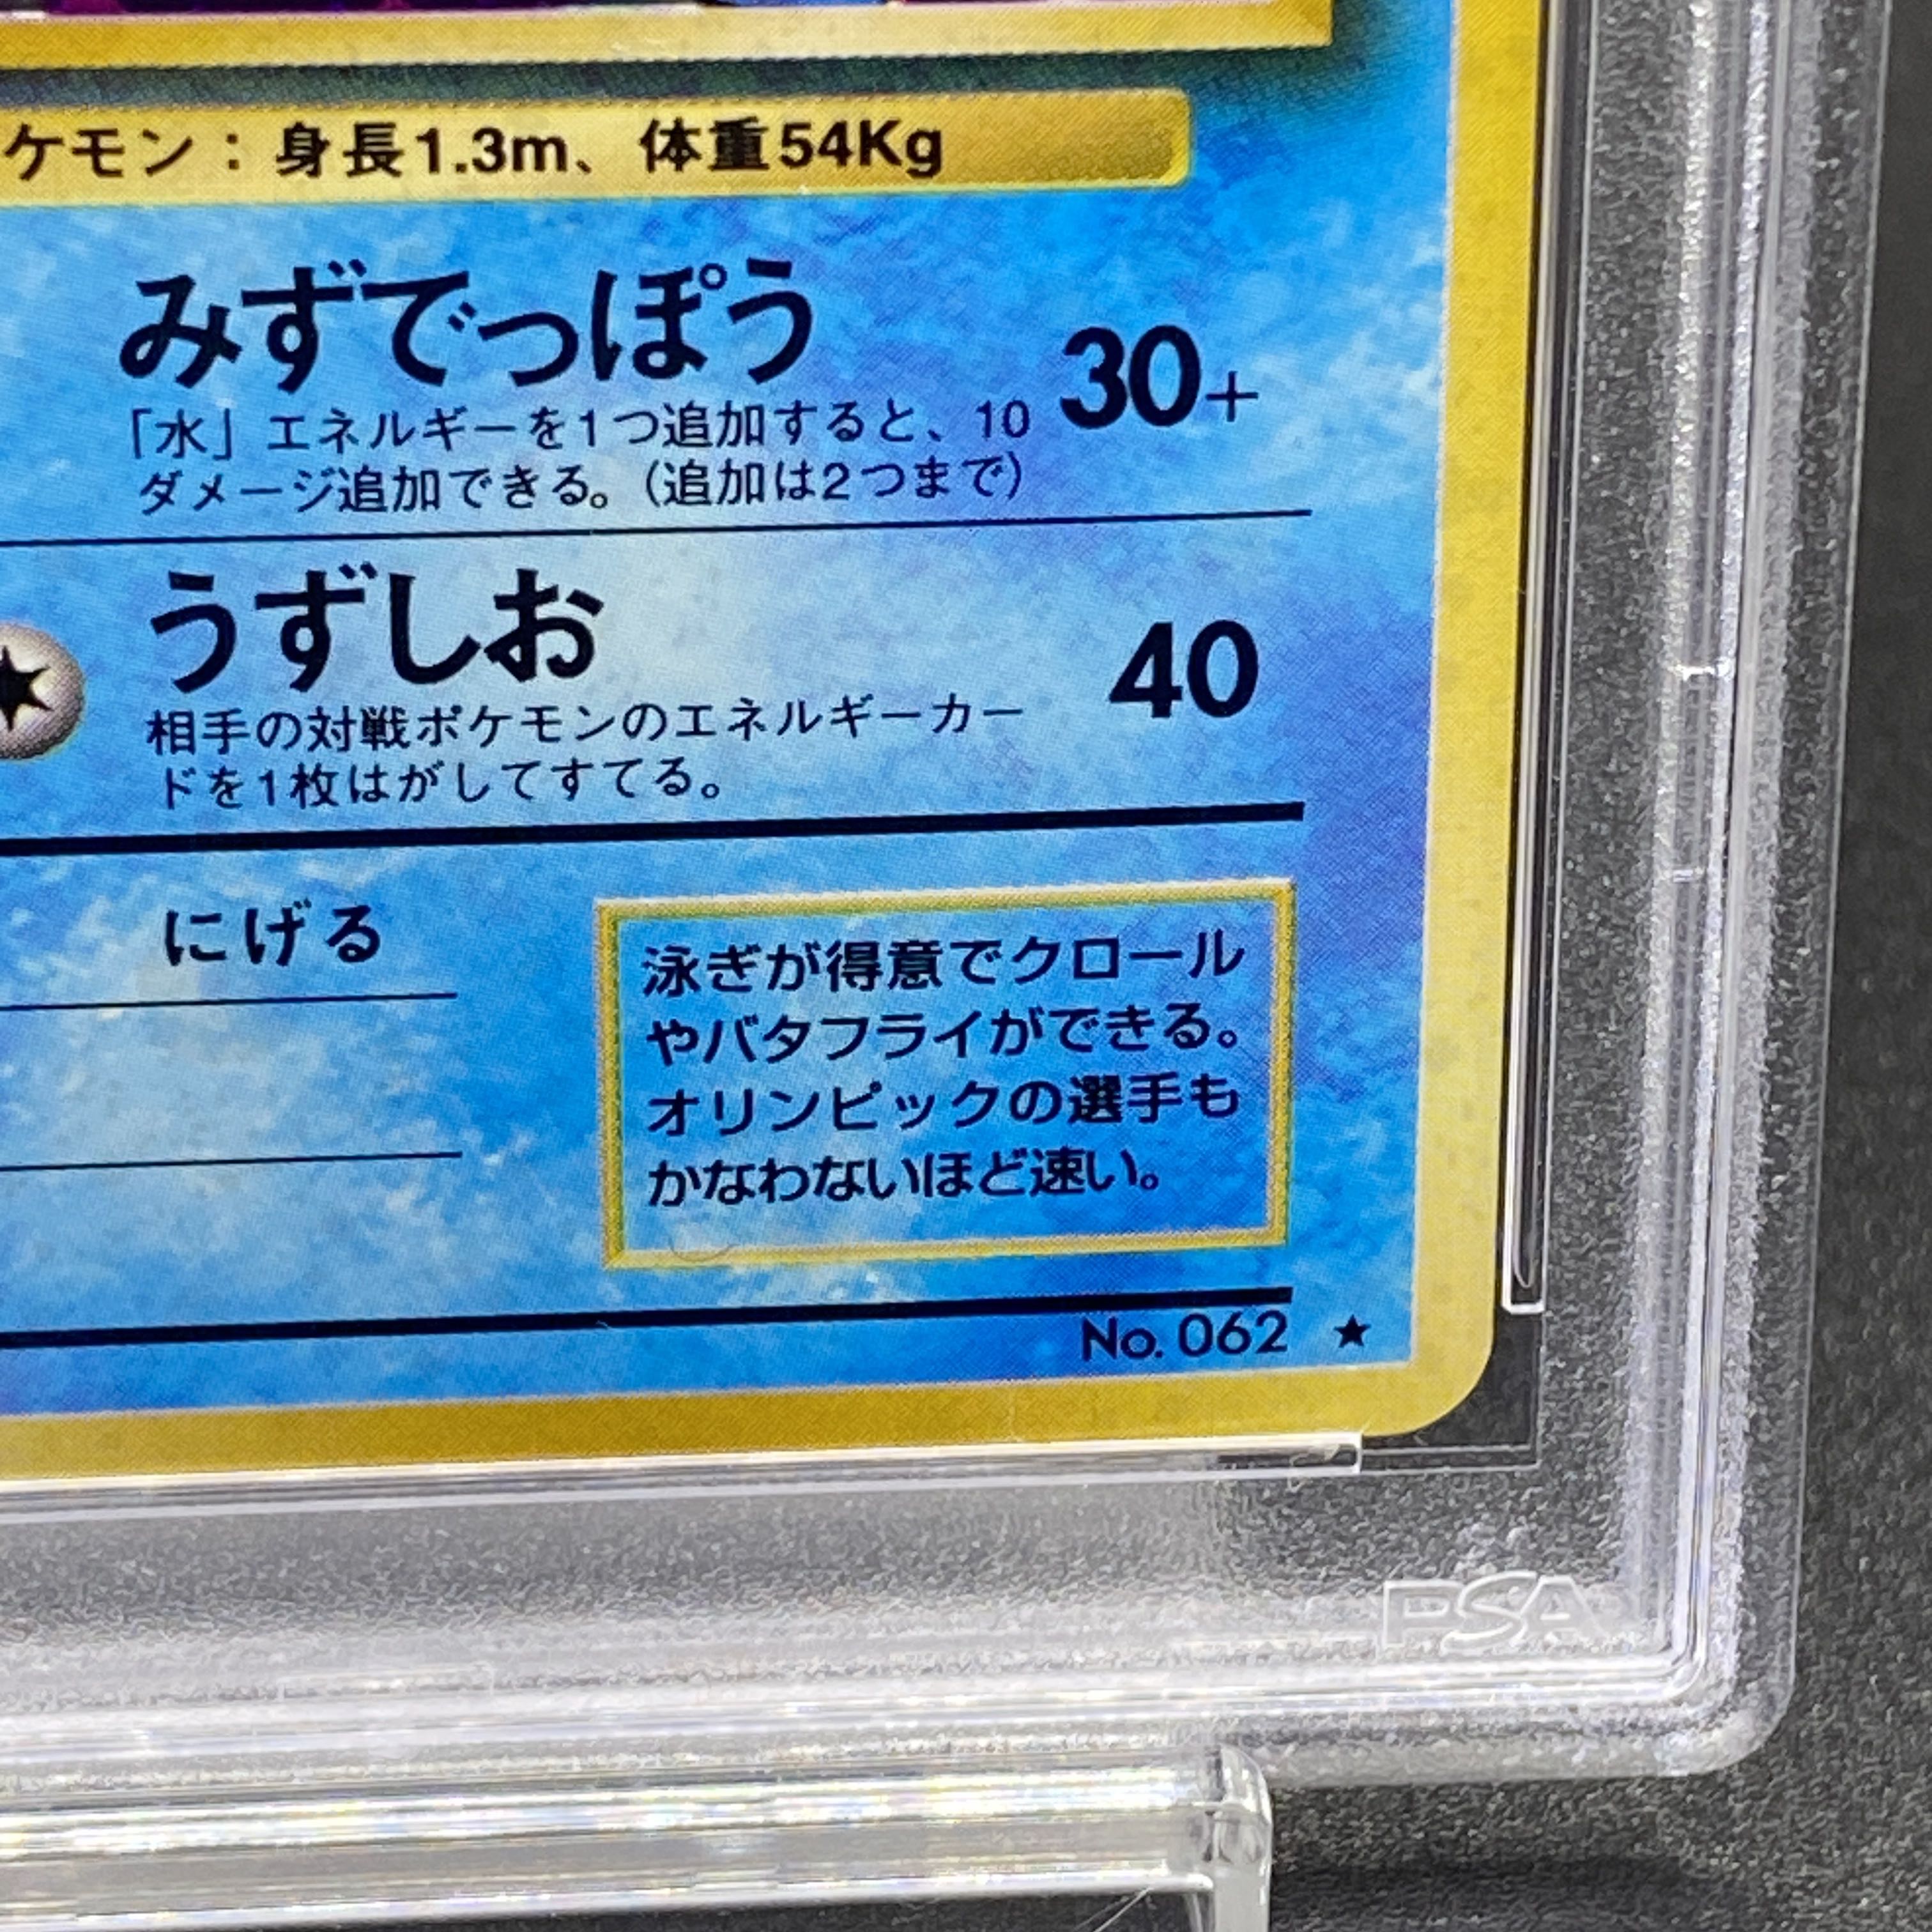 ケモン：身長1.3m、体重54Kg
みずでっぽう
30+
「水」エネルギーを1つ追加すると、10
ダメージ追加できる。（追加は2つまで）
うずしお
40
相手の対戦ポケモンのエネルギーカー
ドを1枚はがしてすてる。
にげる
泳ぎが得意でクロール
やバタフライができる。
オリンピックの選手も
かなわないほど速い。
No. 062 ★
PSA